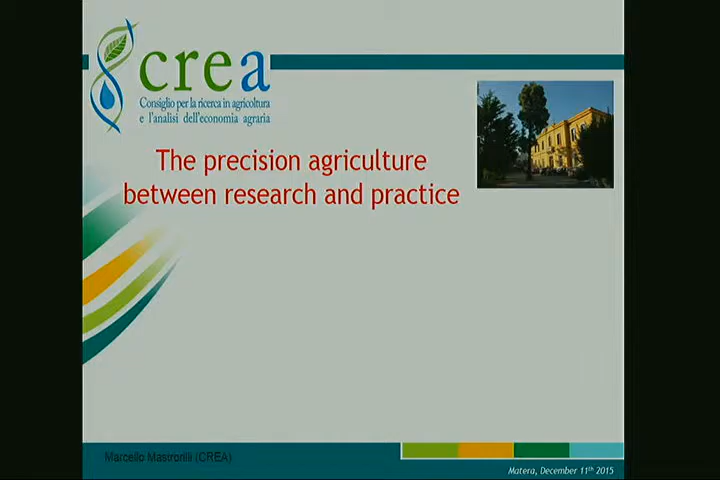 crea
Consiglio per la ricerca in agricoltura
e l'analisi dell'economia agraria
The precision agriculture
between research and practice
Marcello Mastrorilli (CREA)
Matera, December 11th 2015